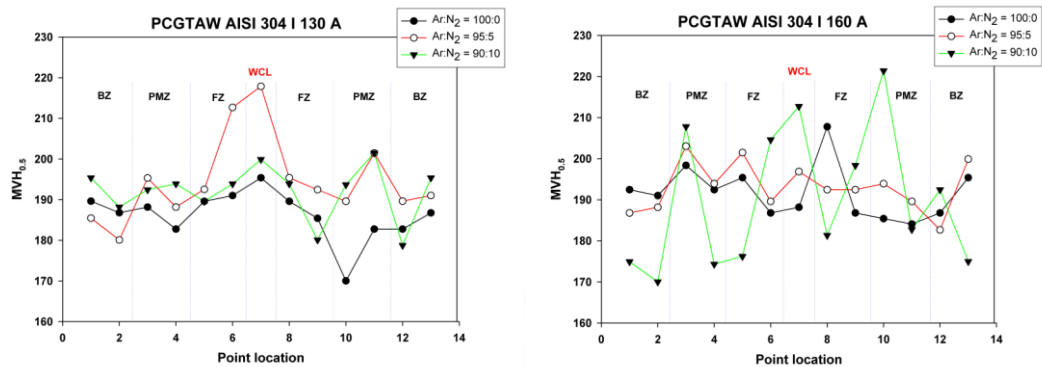 PCGTAW AISI 304 I 130 A
Ar:N2 = 100:0
Ar:N2 = 95:5
Ar:N2 = 90:10
230
220
210
200
190
180
170
160
MVH0.5
BZ
PMZ
FZ
WCL
FZ
PMZ
BZ
0 2 4 6 8 10 12 14
Point location
PCGTAW AISI 304 I 160 A
Ar:N2 = 100:0
Ar:N2 = 95:5
Ar:N2 = 90:10
230
220
210
200
190
180
170
160
MVH0.5
BZ
PMZ
FZ
WCL
FZ
PMZ
BZ
0 2 4 6 8 10 12 14
Point location